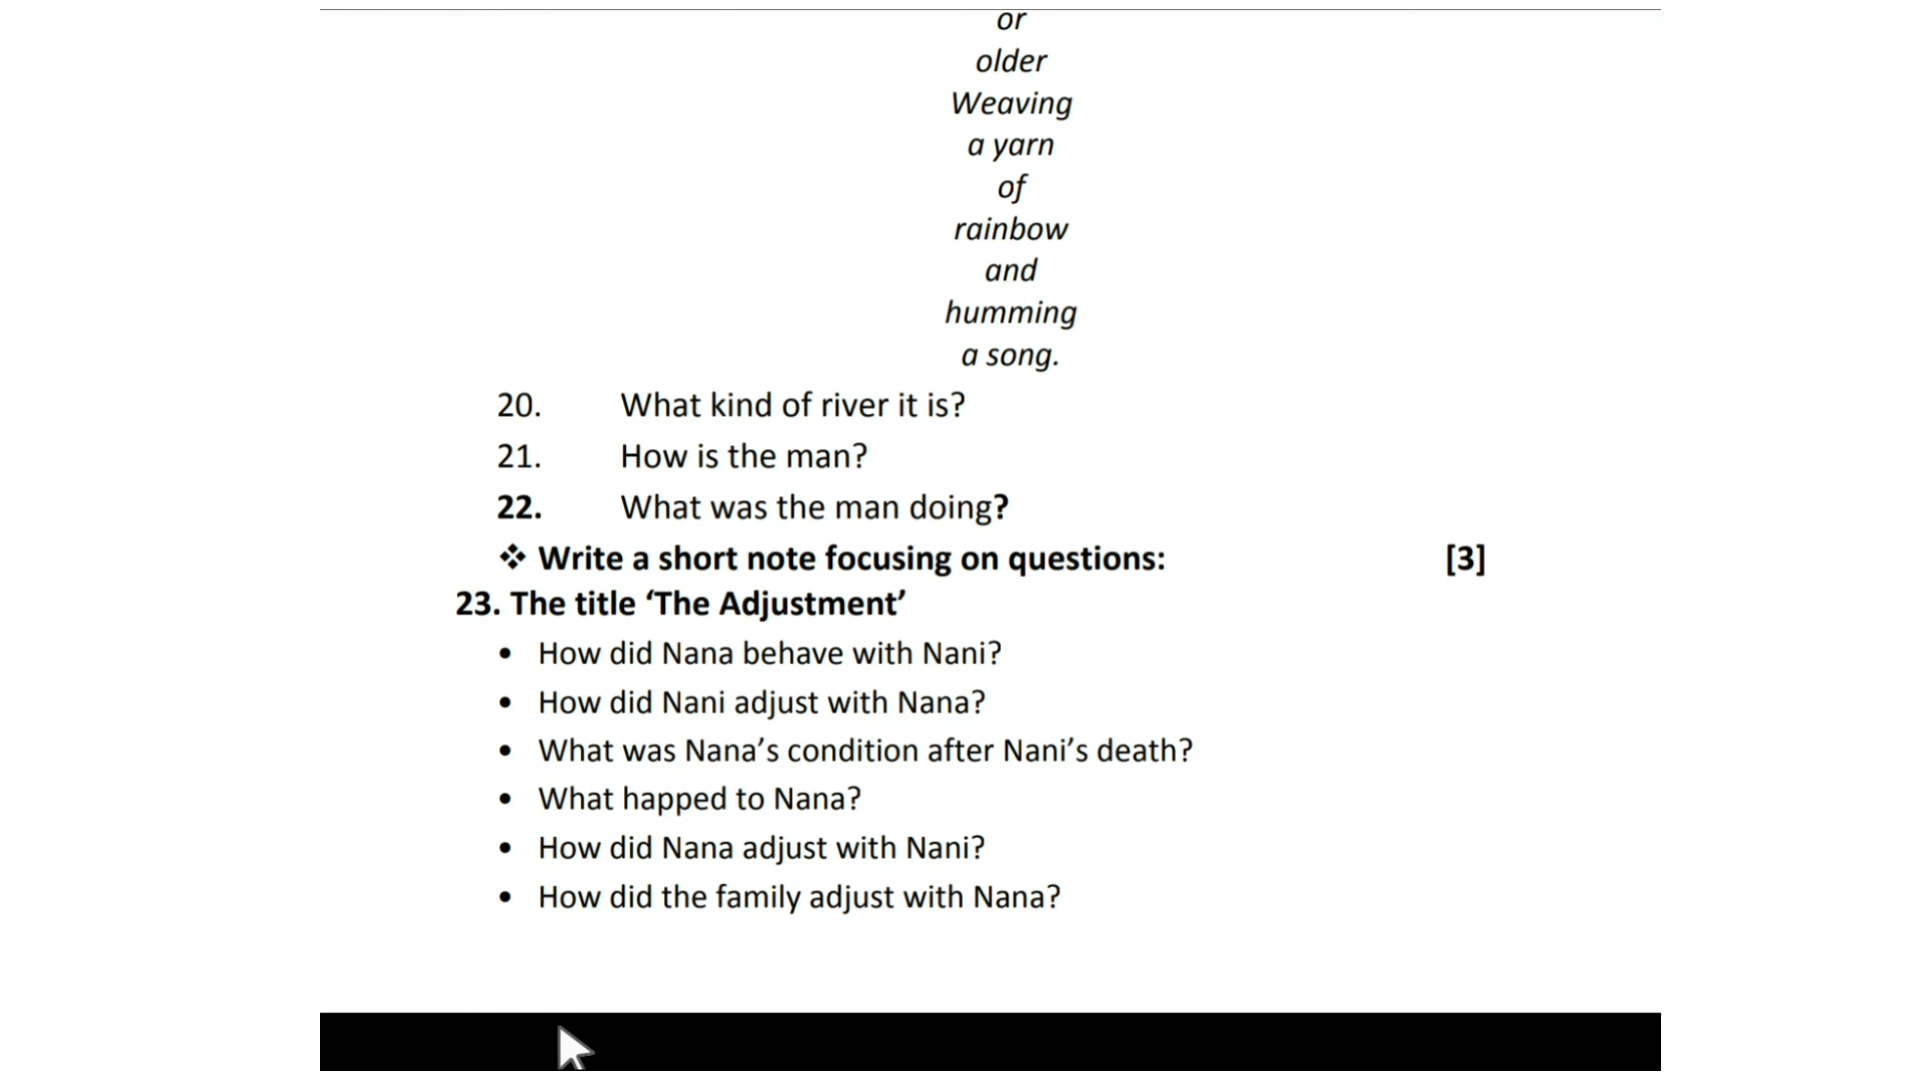 or
older
Weaving
a yarn
of
rainbow
and
humming
a song.
20. What kind of river it is?
21. How is the man?
22. What was the man doing?
❖ Write a short note focusing on questions: [3]
23. The title ‘The Adjustment’
• How did Nana behave with Nani?
• How did Nani adjust with Nana?
• What was Nana’s condition after Nani’s death?
• What happed to Nana?
• How did Nana adjust with Nani?
• How did the family adjust with Nana?